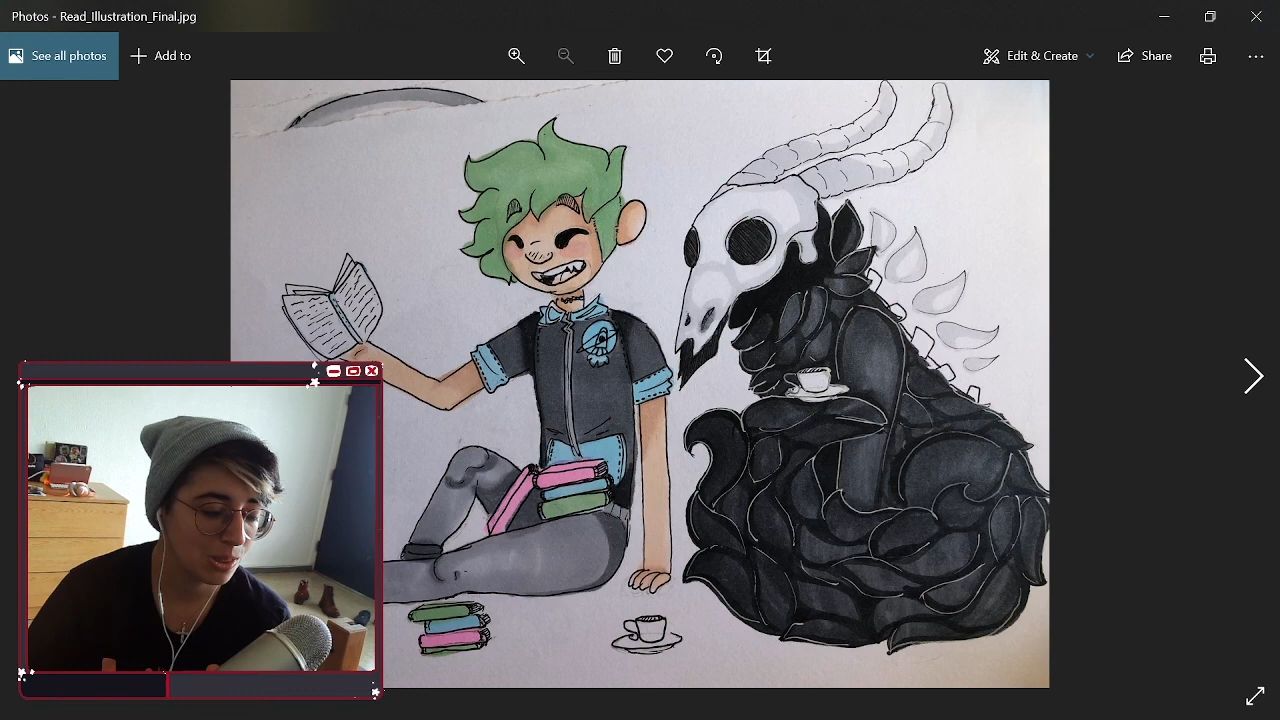 Photos - Read_Illustration_Final.jpg
See all photos
Add to
Edit & Create
Share